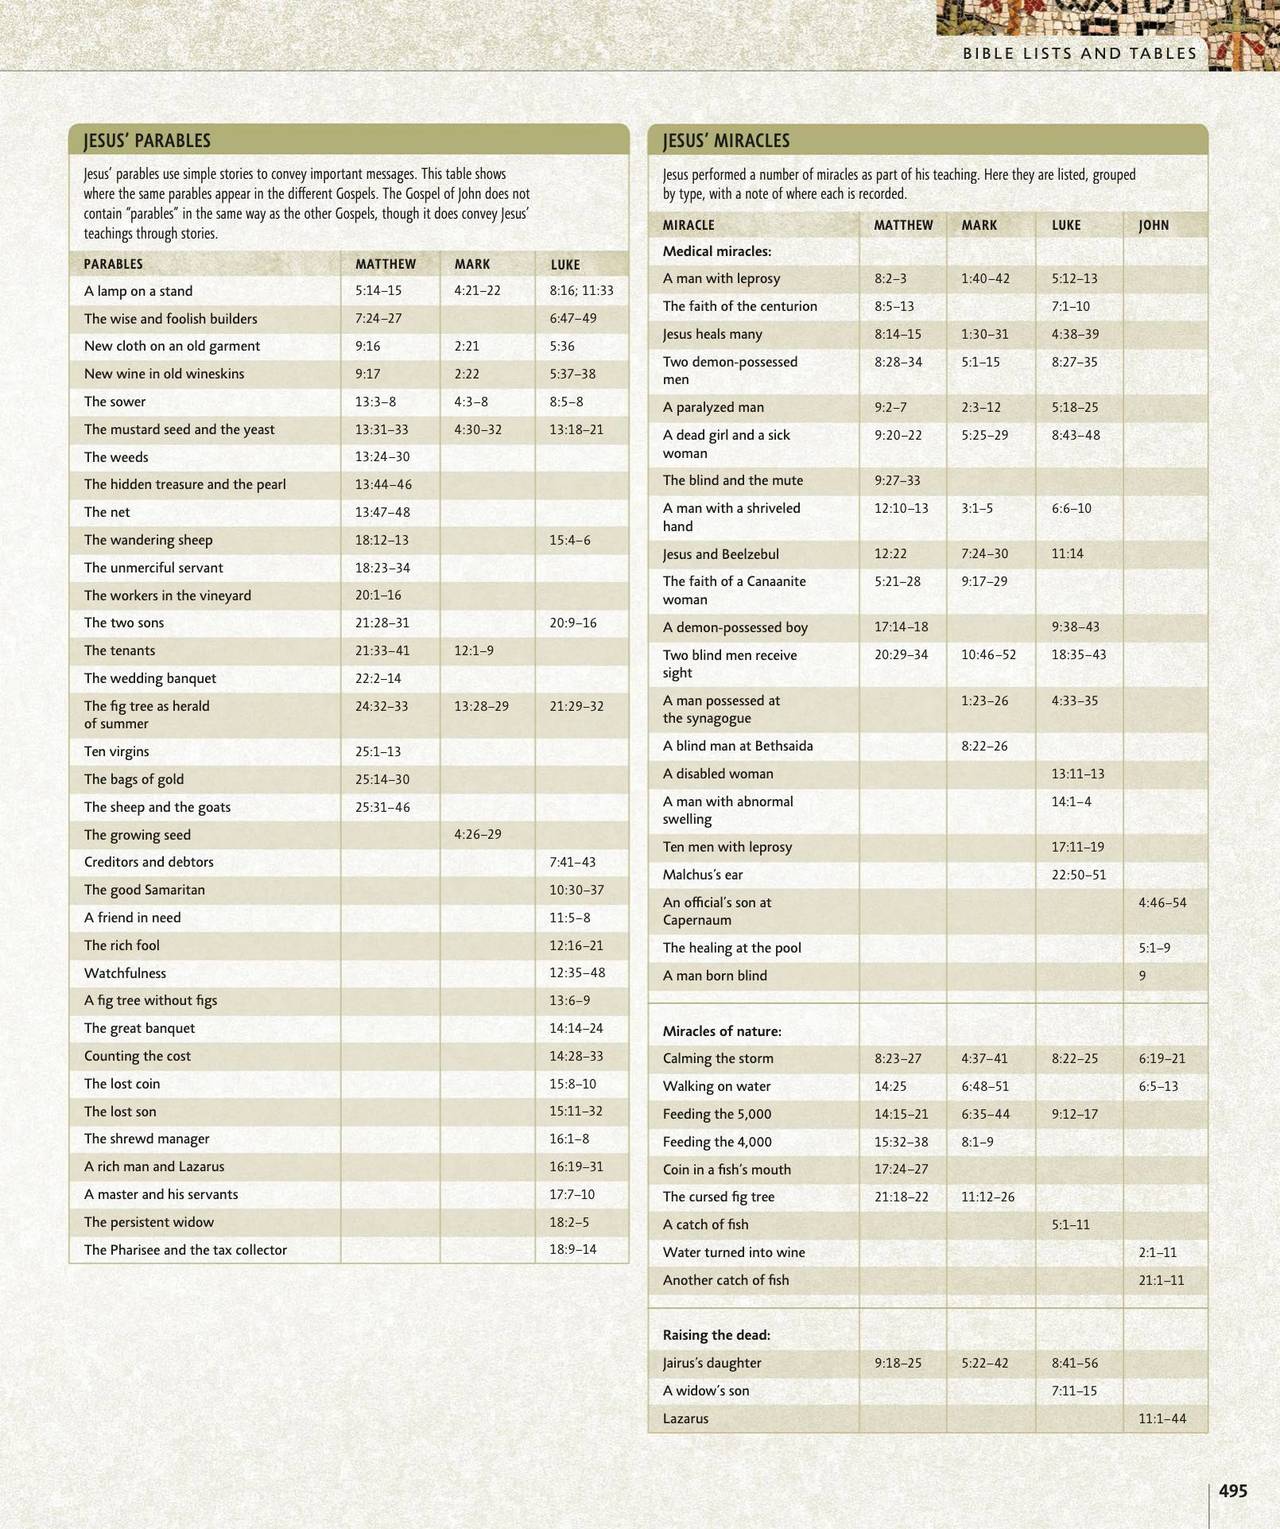 BIBLE LISTS AND TABLES
JESUS’ PARABLES
Jesus’ parables use simple stories to convey important messages. This table shows
where the same parables appear in the different Gospels. The Gospel of John does not
contain “parables” in the same way as the other Gospels, though it does convey Jesus’
teachings through stories.
PARABLES MATTHEW MARK LUKE
A lamp on a stand 5:14–15 4:21–22 8:16; 11:33
The wise and foolish builders 7:24–27 6:47–49
New cloth on an old garment 9:16 2:21 5:36
New wine in old wineskins 9:17 2:22 5:37–38
The sower 13:3–8 4:3–8 8:5–8
The mustard seed and the yeast 13:31–33 4:30–32 13:18–21
The weeds 13:24–30
The hidden treasure and the pearl 13:44–46
The net 13:47–48
The wandering sheep 18:12–13 15:4–6
The unmerciful servant 18:23–34
The workers in the vineyard 20:1–16
The two sons 21:28–31 20:9–16
The tenants 21:33–41 12:1–9
The wedding banquet 22:2–14
The fig tree as herald 24:32–33 13:28–29 21:29–32
of summer
Ten virgins 25:1–13
The bags of gold 25:14–30
The sheep and the goats 25:31–46
The growing seed 4:26–29
Creditors and debtors 7:41–43
The good Samaritan 10:30–37
A friend in need 11:5–8
The rich fool 12:16–21
Watchfulness 12:35–48
A fig tree without figs 13:6–9
The great banquet 14:14–24
Counting the cost 14:28–33
The lost coin 15:8–10
The lost son 15:11–32
The shrewd manager 16:1–8
A rich man and Lazarus 16:19–31
A master and his servants 17:7–10
The persistent widow 18:2–5
The Pharisee and the tax collector 18:9–14
JESUS’ MIRACLES
Jesus performed a number of miracles as part of his teaching. Here they are listed, grouped
by type, with a note of where each is recorded.
MIRACLE MATTHEW MARK LUKE JOHN
Medical miracles:
A man with leprosy 8:2–3 1:40–42 5:12–13
The faith of the centurion 8:5–13 7:1–10
Jesus heals many 8:14–15 1:30–31 4:38–39
Two demon-possessed 8:28–34 5:1–15 8:27–35
men
A paralyzed man 9:2–7 2:3–12 5:18–25
A dead girl and a sick 9:20–22 5:25–29 8:43–48
woman
The blind and the mute 9:27–33
A man with a shriveled 12:10–13 3:1–5 6:6–10
hand
Jesus and Beelzebul 12:22 7:24–30 11:14
The faith of a Canaanite 5:21–28 9:17–29
woman
A demon-possessed boy 17:14–18 9:38–43
Two blind men receive 20:29–34 10:46–52 18:35–43
sight
A man possessed at 1:23–26 4:33–35
the synagogue
A blind man at Bethsaida 8:22–26
A disabled woman 13:11–13
A man with abnormal 14:1–4
swelling
Ten men with leprosy 17:11–19
Malchus’s ear 22:50–51
An official’s son at 4:46–54
Capernaum
The healing at the pool 5:1–9
A man born blind 9
Miracles of nature:
Calming the storm 8:23–27 4:37–41 8:22–25 6:19–21
Walking on water 14:25 6:48–51 6:5–13
Feeding the 5,000 14:15–21 6:35–44 9:12–17
Feeding the 4,000 15:32–38 8:1–9
Coin in a fish’s mouth 17:24–27
The cursed fig tree 21:18–22 11:12–26
A catch of fish 5:1–11
Water turned into wine 2:1–11
Another catch of fish 21:1–11
Raising the dead:
Jairus’s daughter 9:18–25 5:22–42 8:41–56
A widow’s son 7:11–15
Lazarus 11:1–44
495